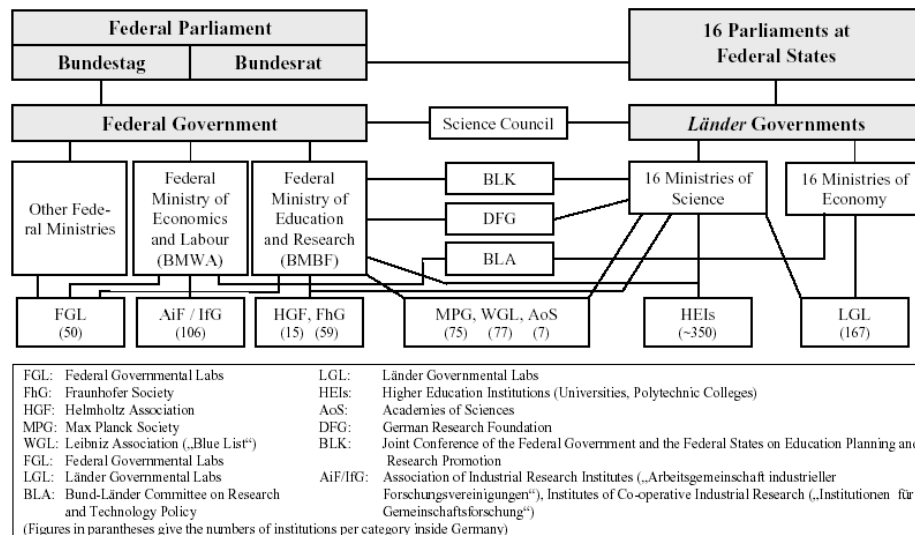 Federal Parliament
Bundestag
Bundesrat
16 Parliaments at
Federal States
Federal Government
Science Council
Länder Governments
Other Fede-
ral Ministries
Federal
Ministry of
Economics
and Labour
(BMWA)
Federal
Ministry of
Education
and Research
(BMBF)
BLK
DFG
BLA
16 Ministries of
Science
16 Ministries of
Economy
FGL
(50)
AiF / IfG
(106)
HGF, FhG
(15) (59)
MPG, WGL, AoS
(75) (77) (7)
HEIs
(~350)
LGL
(167)
FGL: Federal Governmental Labs
FhG: Fraunhofer Society
HGF: Helmholtz Association
MPG: Max Planck Society
WGL: Leibniz Association („Blue List“)
FGL: Federal Governmental Labs
LGL: Länder Governmental Labs
BLA: Bund-Länder Committee on Research
and Technology Policy
LGL: Länder Governmental Labs
HEIs: Higher Education Institutions (Universities, Polytechnic Colleges)
AoS: Academies of Sciences
DFG: German Research Foundation
BLK: Joint Conference of the Federal Government and the Federal States on Education Planning and
Research Promotion
AiF/IfG: Association of Industrial Research Institutes („Arbeitsgemeinschaft industrieller
Forschungsvereinigungen“), Institutes of Co-operative Industrial Research („Institutionen für
Gemeinschaftsforschung“)
(Figures in parantheses give the numbers of institutions per category inside Germany)